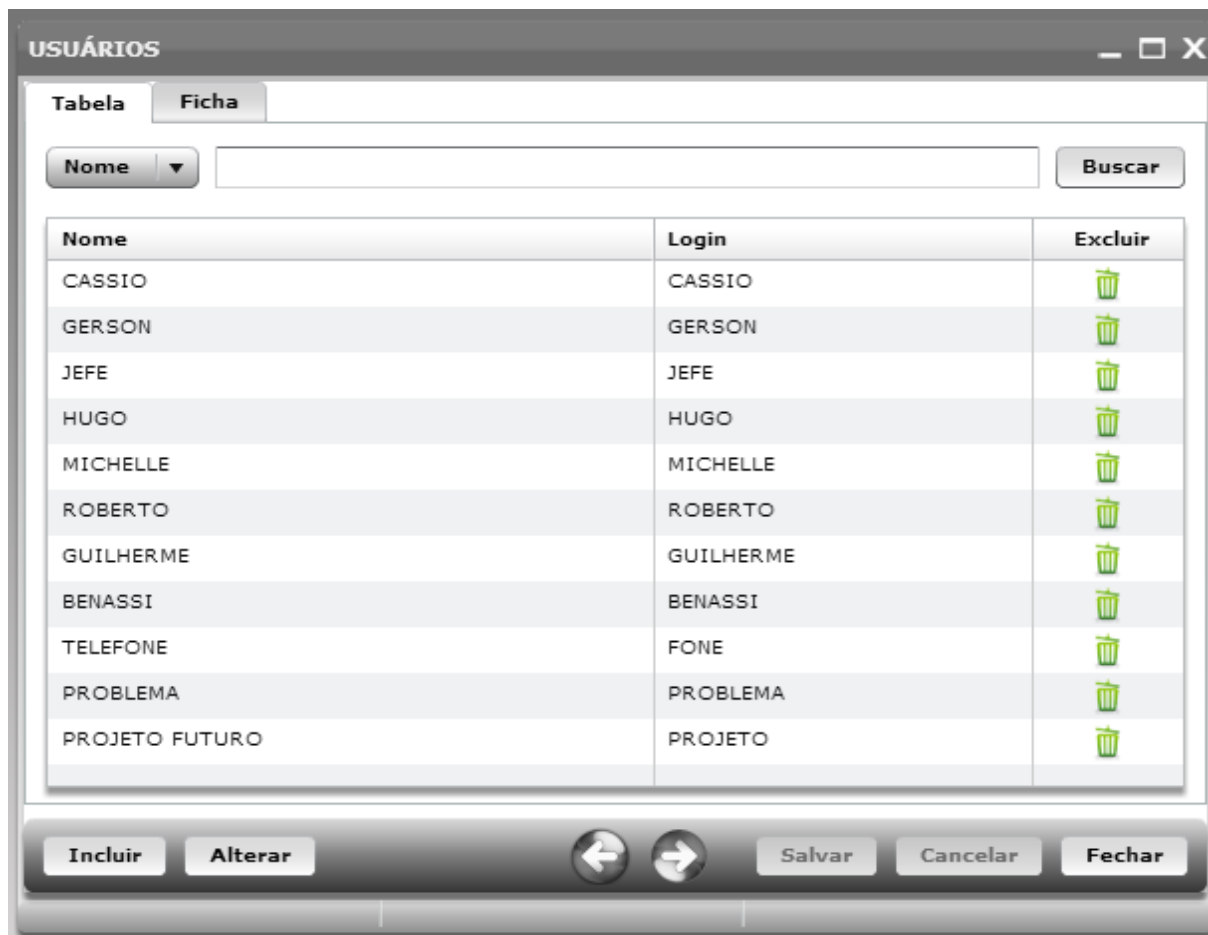 USUÁRIOS
Tabela Ficha
Nome Buscar
Nome Login Excluir
CASSIO CASSIO
GERSON GERSON
JEFE JEFE
HUGO HUGO
MICHELLE MICHELLE
ROBERTO ROBERTO
GUILHERME GUILHERME
BENASSI BENASSI
TELEFONE FONE
PROBLEMA PROBLEMA
PROJETO FUTURO PROJETO
Incluir Alterar Salvar Cancelar Fechar